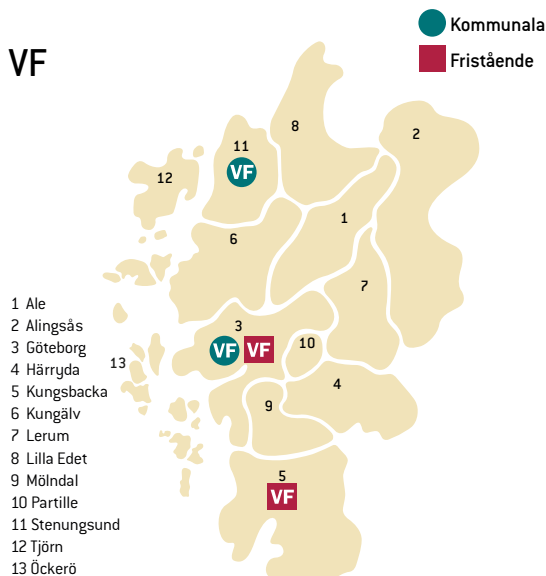 VF
Kommunala
Fristående
8
2
11
VF
12
1
6
7
3
10
VF VF
13
4
9
5
VF
1 Ale
2 Alingsås
3 Göteborg
4 Härryda
5 Kungsbacka
6 Kungälv
7 Lerum
8 Lilla Edet
9 Mölndal
10 Partille
11 Stenungsund
12 Tjörn
13 Öckerö